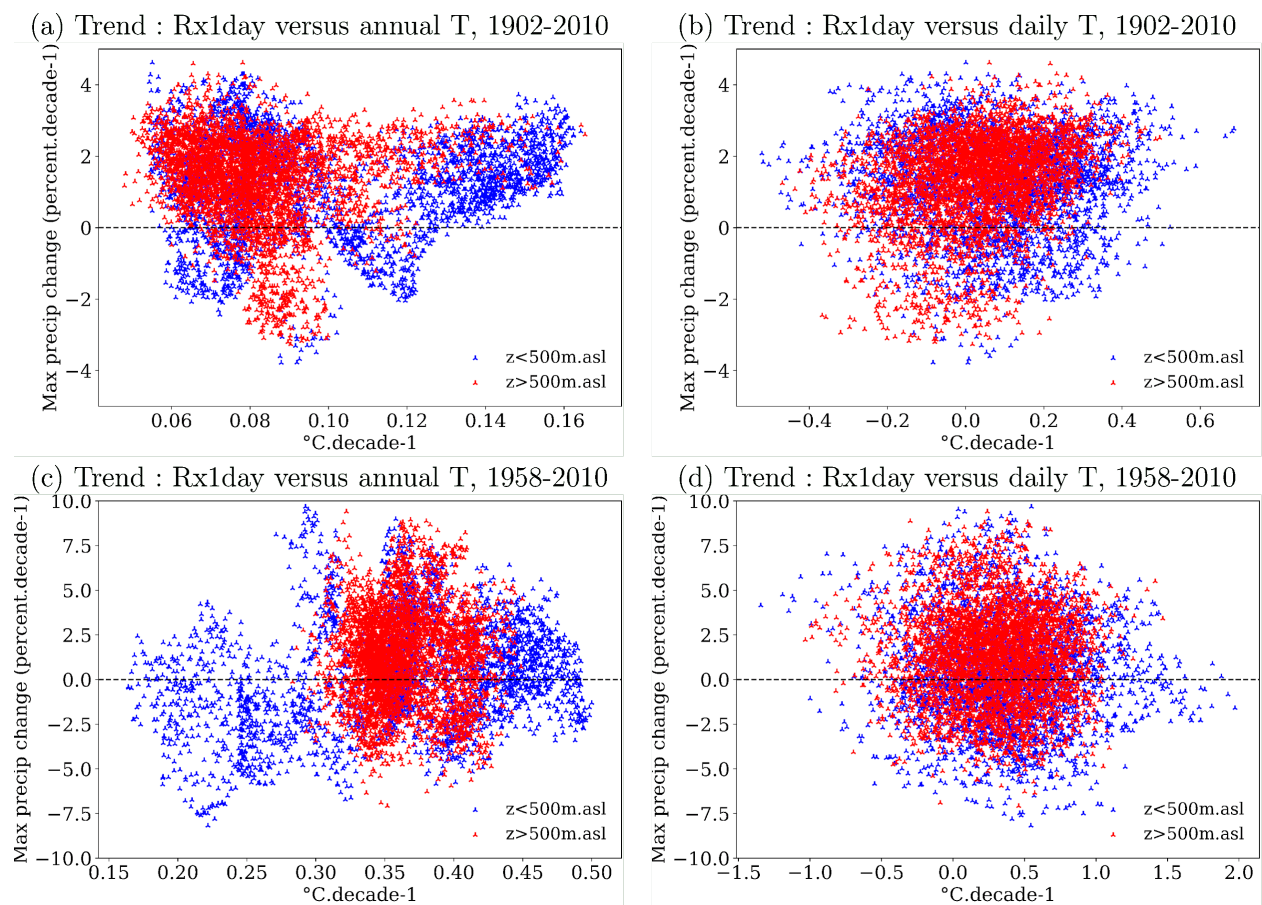 (a) Trend : Rx1day versus annual T, 1902-2010
Max precip change (percent.decade-1)
4
2
0
−2
−4
0.06 0.08 0.10 0.12 0.14 0.16
°C.decade-1
z<500m.asl
z>500m.asl
(b) Trend : Rx1day versus daily T, 1902-2010
Max precip change (percent.decade-1)
4
2
0
−2
−4
−0.4 −0.2 0.0 0.2 0.4 0.6
°C.decade-1
z<500m.asl
z>500m.asl
(c) Trend : Rx1day versus annual T, 1958-2010
Max precip change (percent.decade-1)
10.0
7.5
5.0
2.5
0.0
−2.5
−5.0
−7.5
−10.0
0.15 0.20 0.25 0.30 0.35 0.40 0.45 0.50
°C.decade-1
z<500m.asl
z>500m.asl
(d) Trend : Rx1day versus daily T, 1958-2010
Max precip change (percent.decade-1)
10.0
7.5
5.0
2.5
0.0
−2.5
−5.0
−7.5
−10.0
−1.5 −1.0 −0.5 0.0 0.5 1.0 1.5 2.0
°C.decade-1
z<500m.asl
z>500m.asl